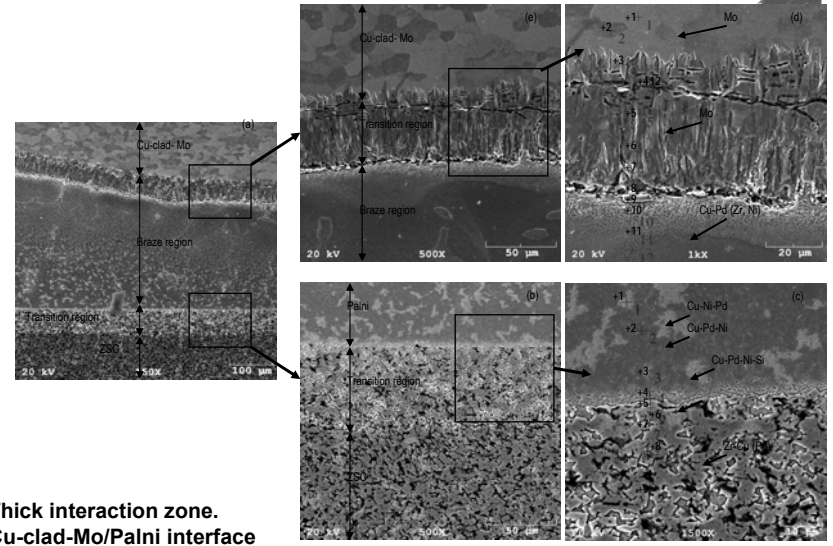 (a)
Cu-clad- Mo
Braze region
Transition region
ZSC
20 kV
100 µm
(e)
Cu-clad- Mo
Transition region
Braze region
20 kV 500X 50 µm
(d)
Mo
+1
+2
+3
Mo
+5
+6
+7
+8
+9
+10
+11
Cu-Pd (Zr, Ni)
20 kV 1kX 20 µm
(b)
Palni
Transition region
ZSC
20 kV 500X 50 µm
(c)
+1
Cu-Ni-Pd
+2
Cu-Pd-Ni
+3
Cu-Pd-Ni-Si
+4
+5
+6
+7
+8
20 kV 1500X
hick interaction zone.
u-clad-Mo/Palni interface